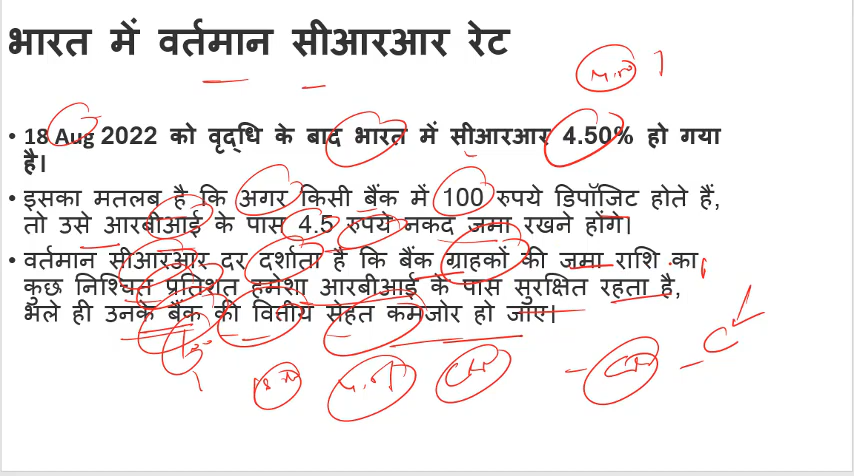 भारत में वर्तमान सीआरआर रेट
• 18 Aug 2022 को वृद्धि के बाद भारत में सीआरआर 4.50% हो गया
है।
• इसका मतलब है कि अगर किसी बैंक में 100 रुपये डिपॉजिट होते हैं,
तो उसे आरबीआई के पास 4.5 रुपये नकद जमा रखने होंगे।
• वर्तमान सीआरआर दर दर्शाता है कि बैंक ग्राहकों की जमा राशि का
कुछ निश्चित प्रतिशत हमेशा आरबीआई के पास सुरक्षित रहता है,
भले ही उनके बैंक की वित्तीय सेहत कमजोर हो जाए।